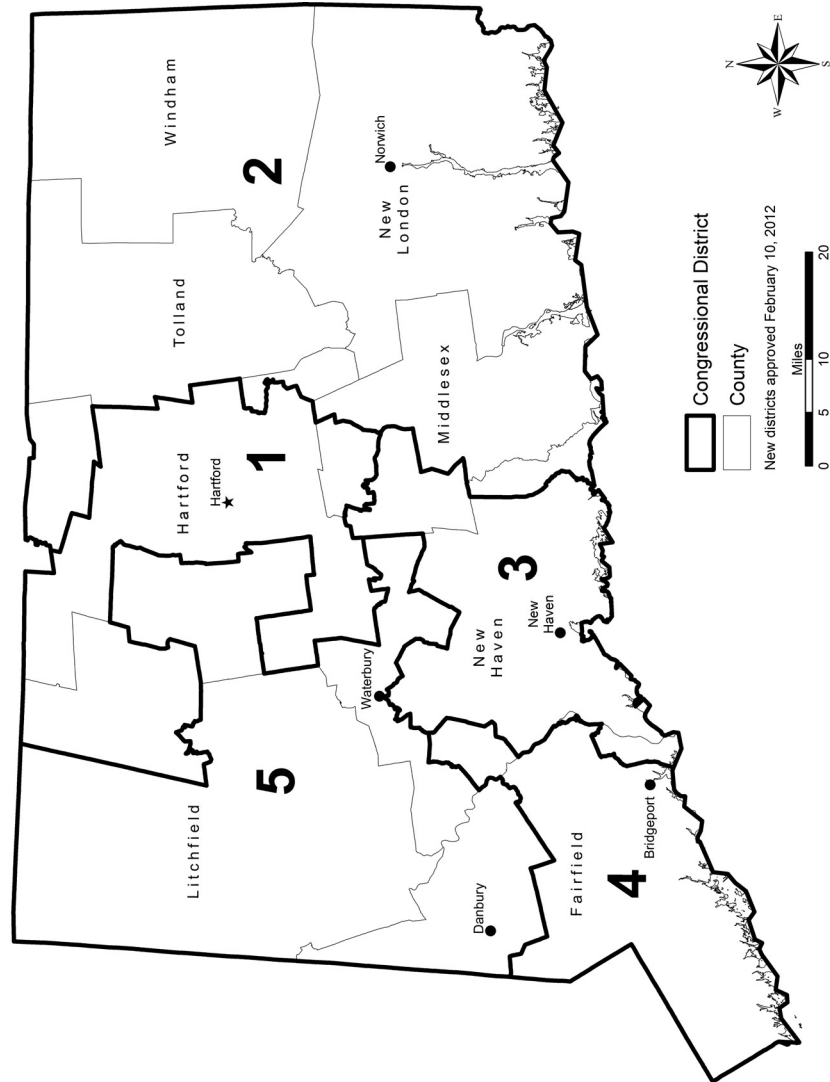 Litchfield
5
Hartford
Hartford
1
Tolland
Windham
2
Waterbury
Danbury
Fairfield
4
Bridgeport
New
Haven
3
New
Haven
Middlesex
New
London
Norwich
N
E
S
W
Congressional District
County
New districts approved February 10, 2012
Miles
0
5
10
20